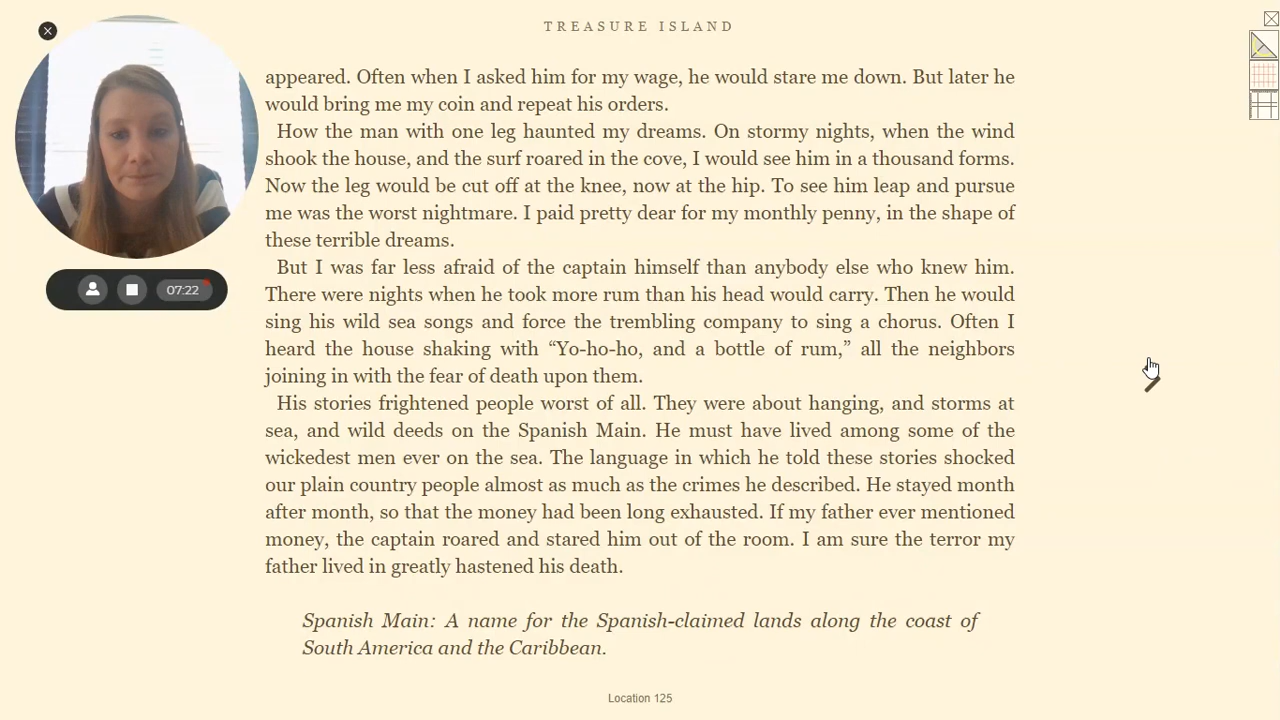 TREASURE ISLAND
appeared. Often when I asked him for my wage, he would stare me down. But later he
would bring me my coin and repeat his orders.
How the man with one leg haunted my dreams. On stormy nights, when the wind
shook the house, and the surf roared in the cove, I would see him in a thousand forms.
Now the leg would be cut off at the knee, now at the hip. To see him leap and pursue
me was the worst nightmare. I paid pretty dear for my monthly penny, in the shape of
these terrible dreams.
But I was far less afraid of the captain himself than anybody else who knew him.
There were nights when he took more rum than his head would carry. Then he would
sing his wild sea songs and force the trembling company to sing a chorus. Often I
heard the house shaking with “Yo-ho-ho, and a bottle of rum,” all the neighbors
joining in with the fear of death upon them.
His stories frightened people worst of all. They were about hanging, and storms at
sea, and wild deeds on the Spanish Main. He must have lived among some of the
wickedest men ever on the sea. The language in which he told these stories shocked
our plain country people almost as much as the crimes he described. He stayed month
after month, so that the money had been long exhausted. If my father ever mentioned
money, the captain roared and stared him out of the room. I am sure the terror my
father lived in greatly hastened his death.
Spanish Main: A name for the Spanish-claimed lands along the coast of
South America and the Caribbean.
Location 125
07:22